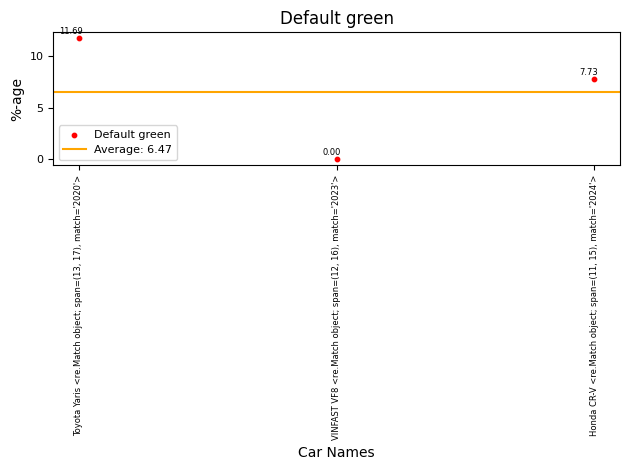 Default green
%-age
10
5
0
11.69
0.00
7.73
Default green
Average: 6.47
Toyota Yaris <re.Match object; span=(13, 17), match='2020'>
VINFAST VF8 <re.Match object; span=(12, 16), match='2023'>
Honda CR-V <re.Match object; span=(11, 15), match='2024'>
Car Names